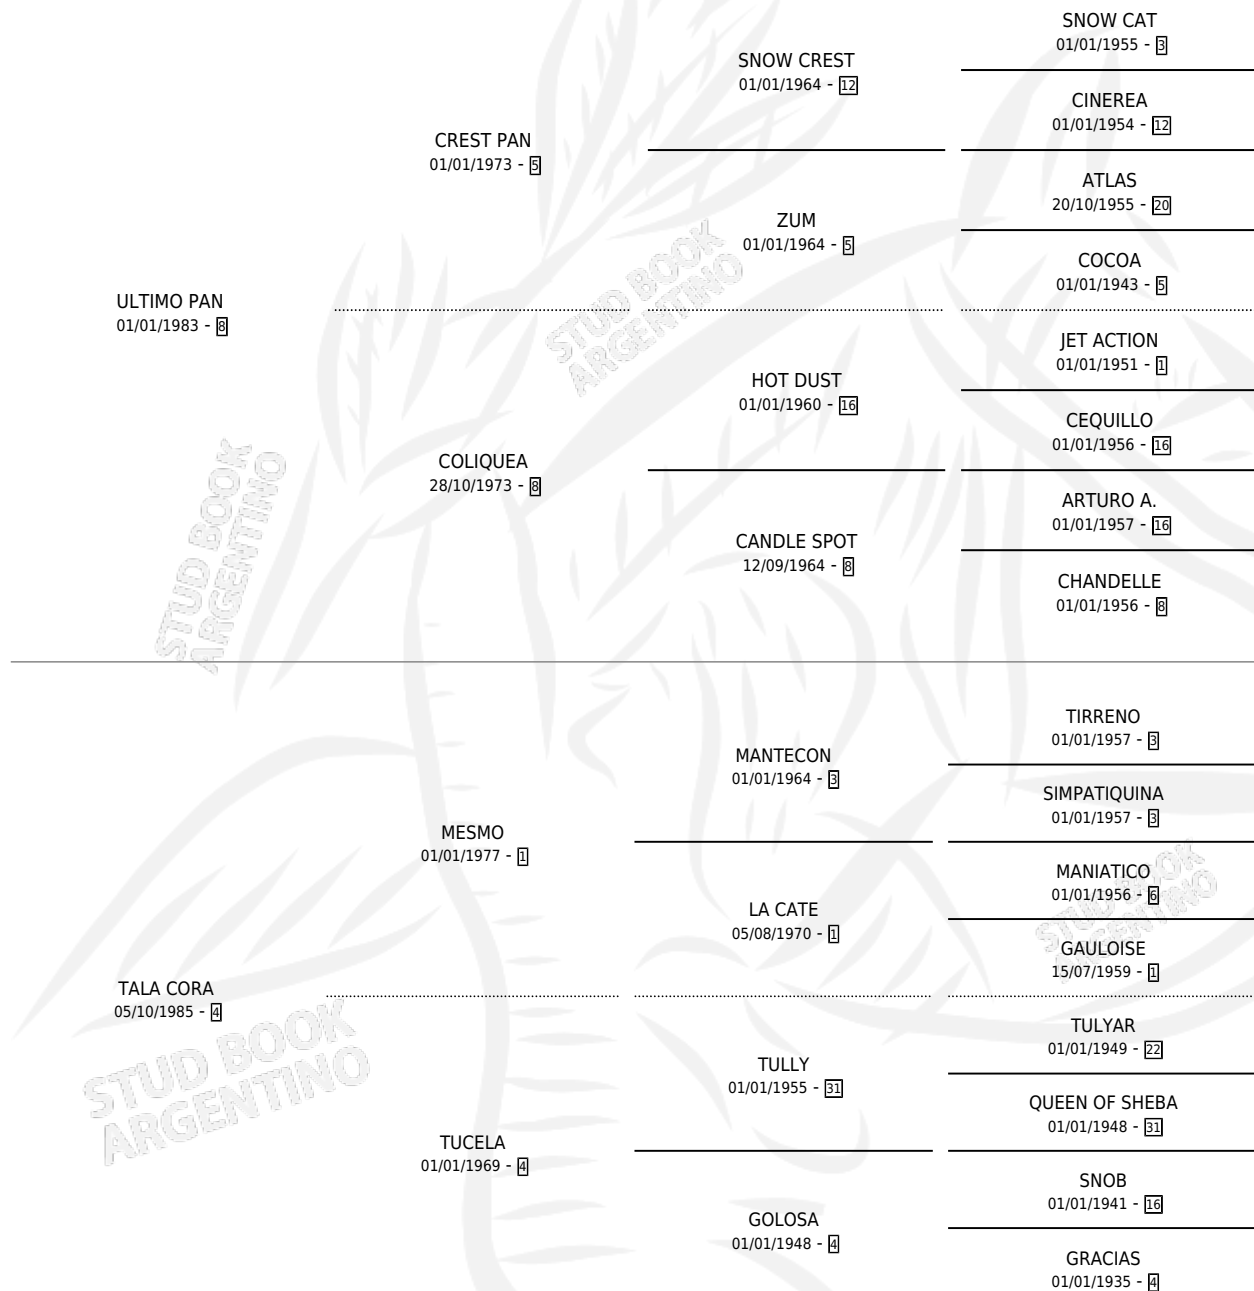 SNOW CAT
01/01/1955 - 3
SNOW CREST
01/01/1964 - 12
CINEREA
01/01/1954 - 12
CREST PAN
01/01/1973 - 5
ATLAS
20/10/1955 - 20
ZUM
01/01/1964 - 5
COCOA
01/01/1943 - 5
ULTIMO PAN
01/01/1983 - 8
JET ACTION
01/01/1951 - 1
HOT DUST
01/01/1960 - 16
CEQUILLO
01/01/1956 - 16
COLIQUEA
28/10/1973 - 8
ARTURO A.
01/01/1957 - 16
CANDLE SPOT
12/09/1964 - 8
CHANDELLE
01/01/1956 - 8
TIRRENO
01/01/1957 - 3
MANTECON
01/01/1964 - 3
SIMPATIQUINA
01/01/1957 - 3
MESMO
01/01/1977 - 1
MANIATICO
01/01/1956 - 6
LA CATE
05/08/1970 - 1
GAULOISE
15/07/1959 - 1
TALA CORA
05/10/1985 - 4
TULYAR
01/01/1949 - 22
TULLY
01/01/1955 - 31
QUEEN OF SHEBA
01/01/1948 - 31
TUCELA
01/01/1969 - 4
SNOB
01/01/1941 - 16
GOLOSA
01/01/1948 - 4
GRACIAS
01/01/1935 - 4
STUD BOOK
ARGENTINO
STUD BOOK
ARGENTINO
STUD BOOK
ARGENTINO
STUD BOOK
ARGENTINO